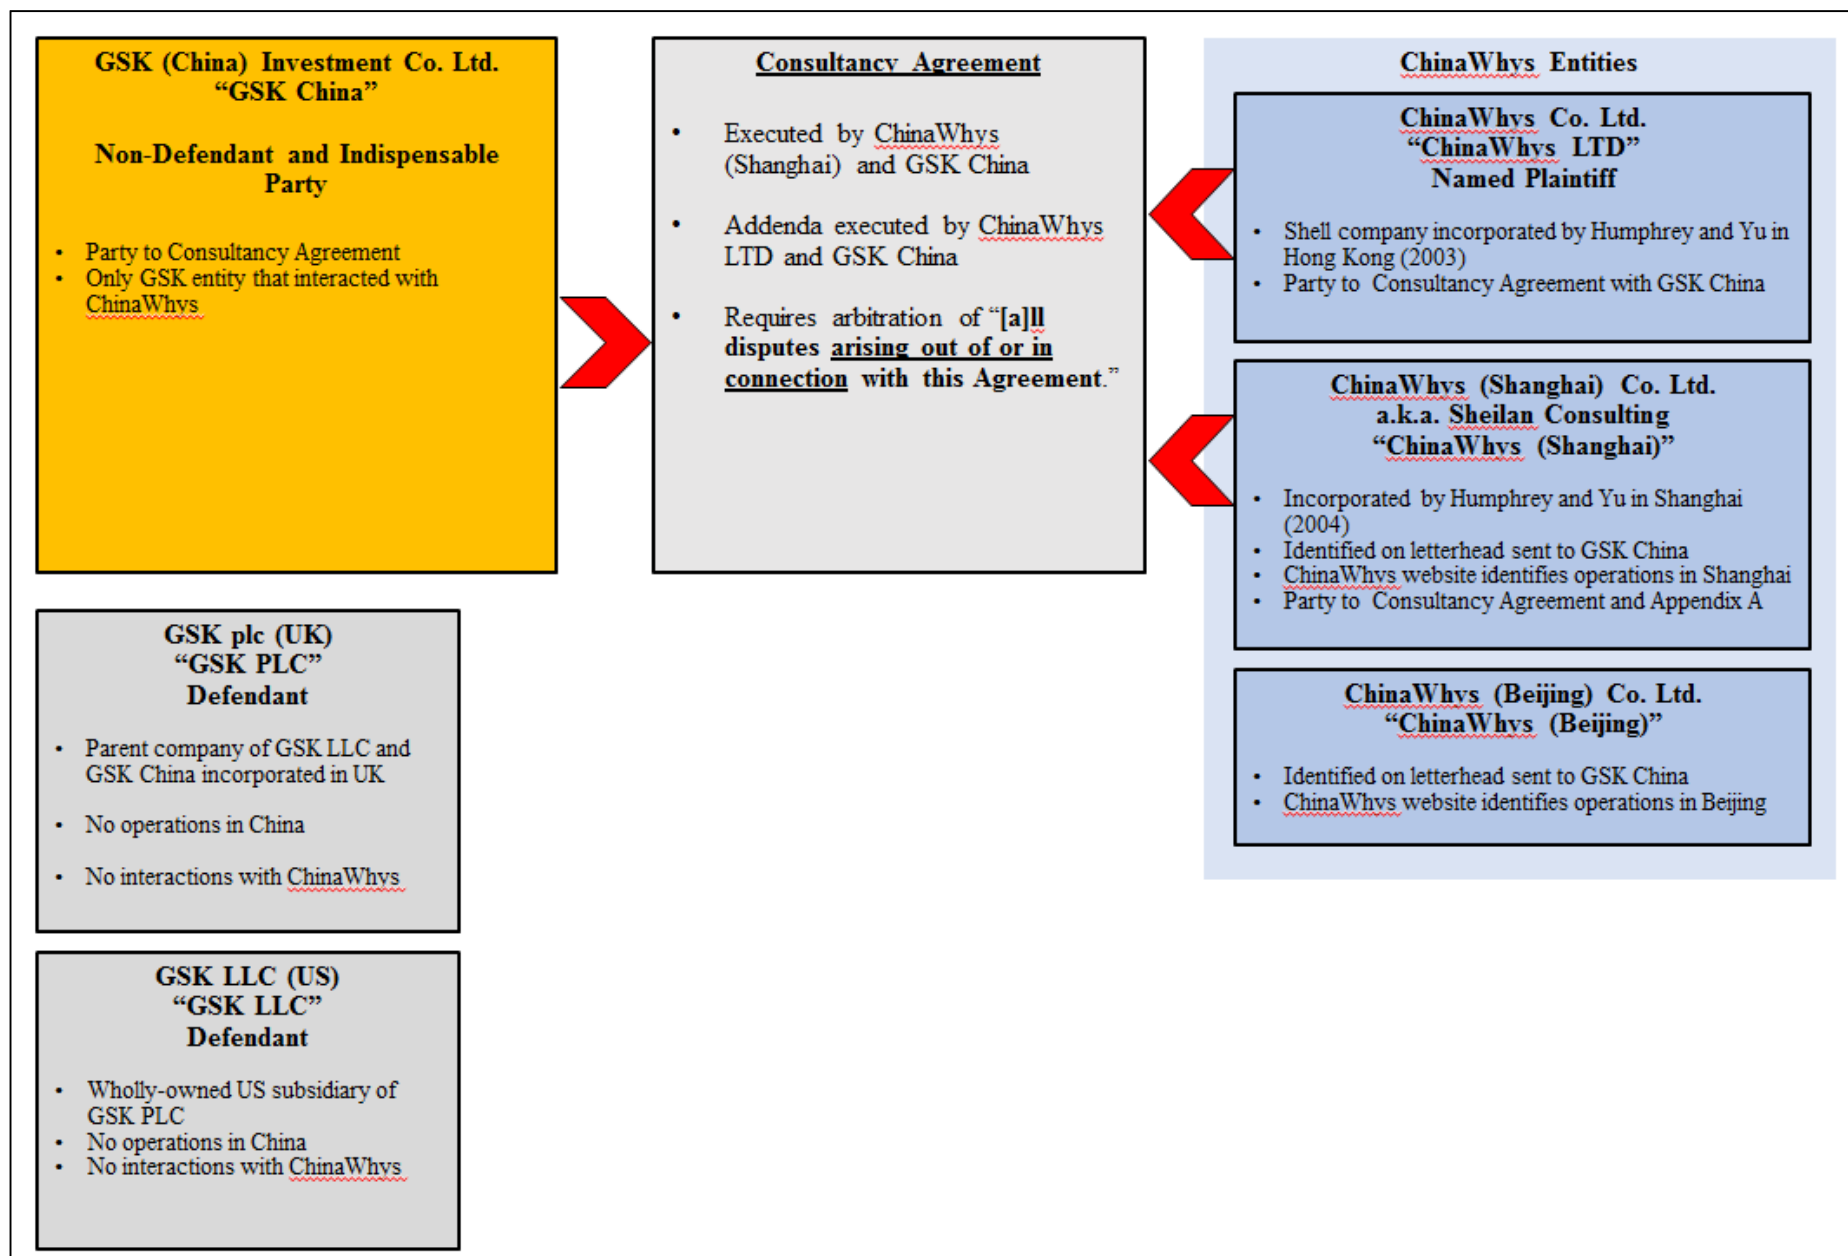 GSK (China) Investment Co. Ltd.
“GSK China”
Non-Defendant and Indispensable
Party
• Party to Consultancy Agreement
• Only GSK entity that interacted with
ChinaWhys
Consultancy Agreement
• Executed by ChinaWhys
(Shanghai) and GSK China
• Addenda executed by ChinaWhys
LTD and GSK China
• Requires arbitration of “[a]ll
disputes arising out of or in
connection with this Agreement.”
ChinaWhys Entities
ChinaWhys Co. Ltd.
“ChinaWhys LTD”
Named Plaintiff
• Shell company incorporated by Humphrey and Yu in
Hong Kong (2003)
• Party to Consultancy Agreement with GSK China
ChinaWhys (Shanghai) Co. Ltd.
a.k.a. Sheilan Consulting
“ChinaWhys (Shanghai)”
• Incorporated by Humphrey and Yu in Shanghai
(2004)
• Identified on letterhead sent to GSK China
• ChinaWhys website identifies operations in Shanghai
• Party to Consultancy Agreement and Appendix A
ChinaWhys (Beijing) Co. Ltd.
“ChinaWhys (Beijing)”
• Identified on letterhead sent to GSK China
• ChinaWhys website identifies operations in Beijing
GSK plc (UK)
“GSK PLC”
Defendant
• Parent company of GSK LLC and
GSK China incorporated in UK
• No operations in China
• No interactions with ChinaWhys
GSK LLC (US)
“GSK LLC”
Defendant
• Wholly-owned US subsidiary of
GSK PLC
• No operations in China
• No interactions with ChinaWhys